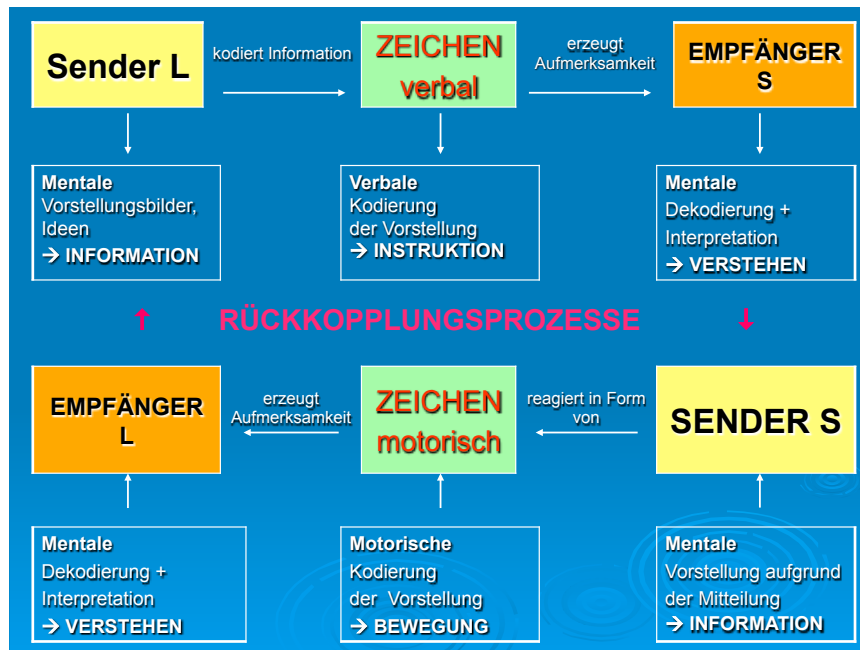 Sender L
kodiert Information
ZEICHEN
verbal
erzeugt
Aufmerksamkeit
EMPFÄNGER
S
Mentale
Vorstellungsbilder,
Ideen
→ INFORMATION
Verbale
Kodierung
der Vorstellung
→ INSTRUKTION
Mentale
Dekodierung +
Interpretation
→ VERSTEHEN
↑ RÜCKKOPPLUNGSPROZESSE ↓
EMPFÄNGER
L
erzeugt
Aufmerksamkeit
ZEICHEN
motorisch
reagiert in Form
von
SENDER S
Mentale
Dekodierung +
Interpretation
→ VERSTEHEN
Motorische
Kodierung
der Vorstellung
→ BEWEGUNG
Mentale
Vorstellung aufgrund
der Mitteilung
→ INFORMATION